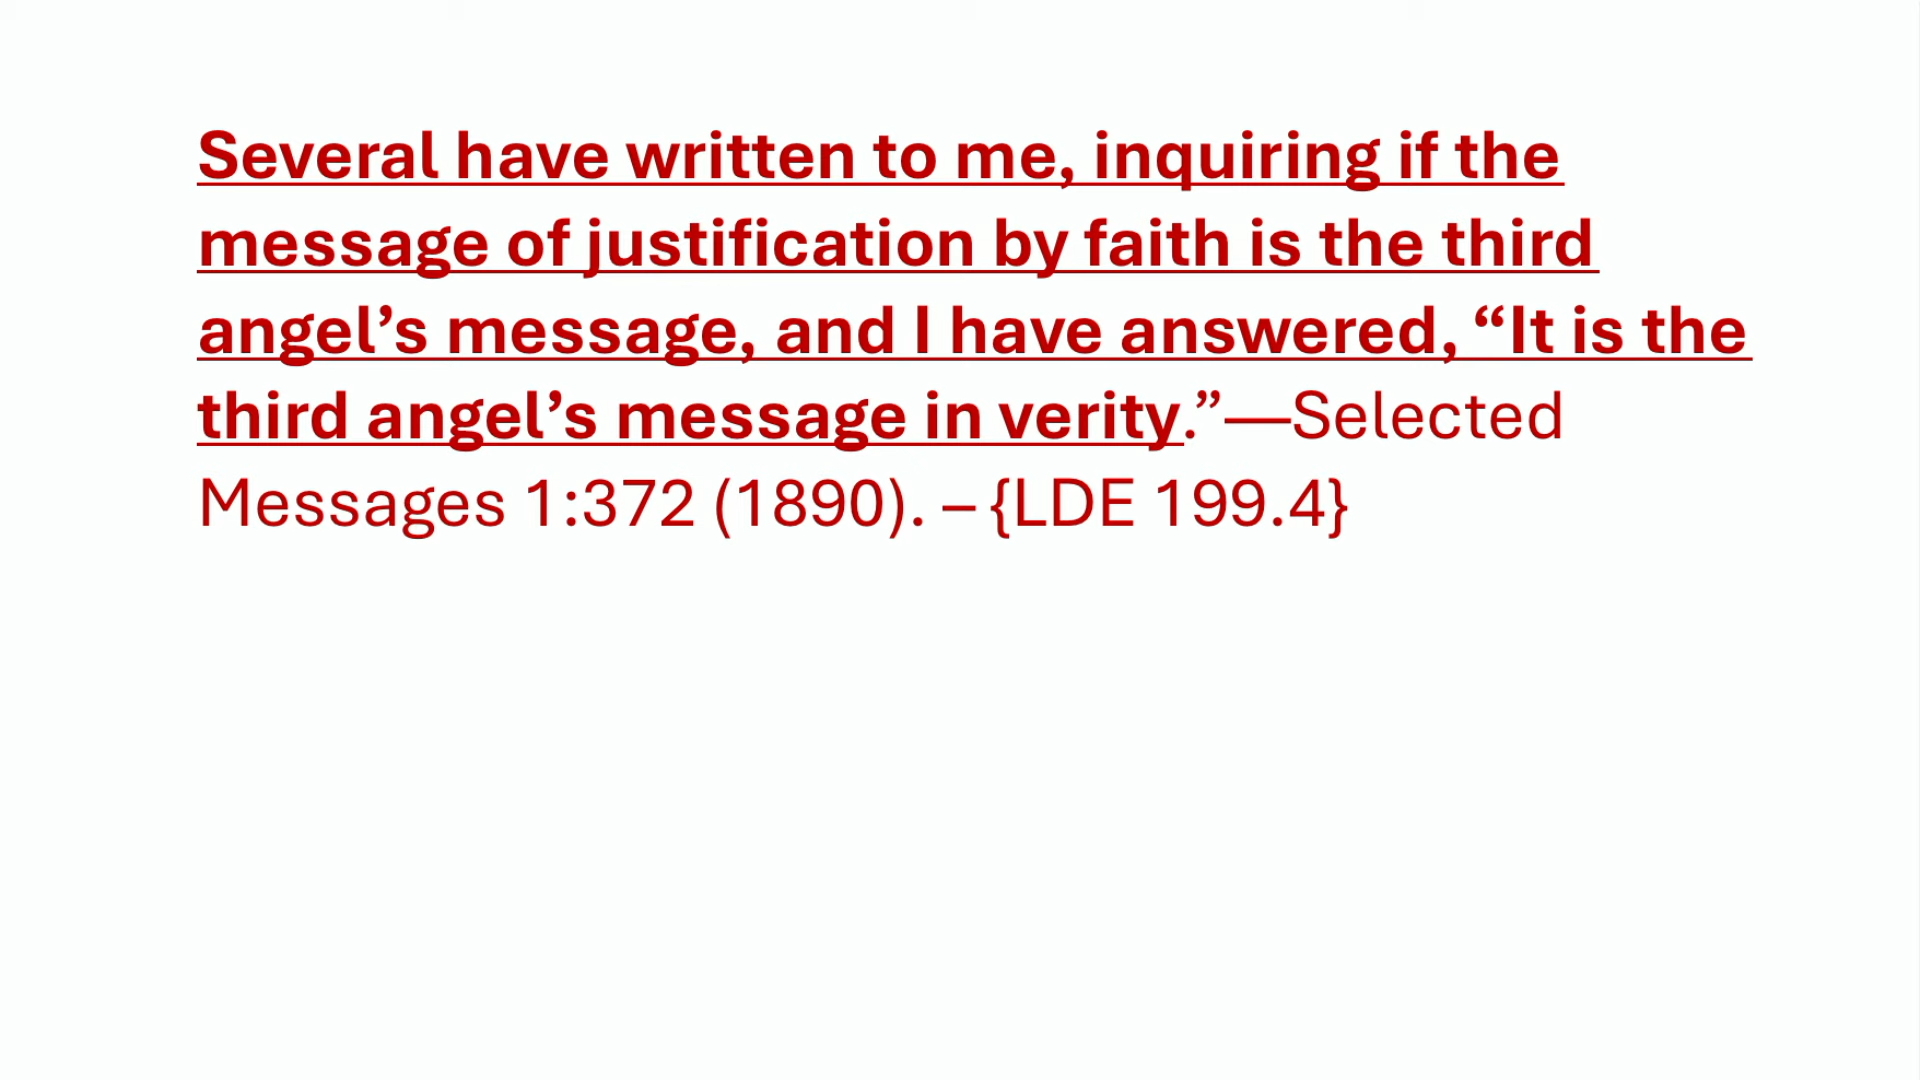 Several have written to me, inquiring if the
message of justification by faith is the third
angel’s message, and I have answered, “It is the
third angel’s message in verity.”—Selected
Messages 1:372 (1890). – {LDE 199.4}